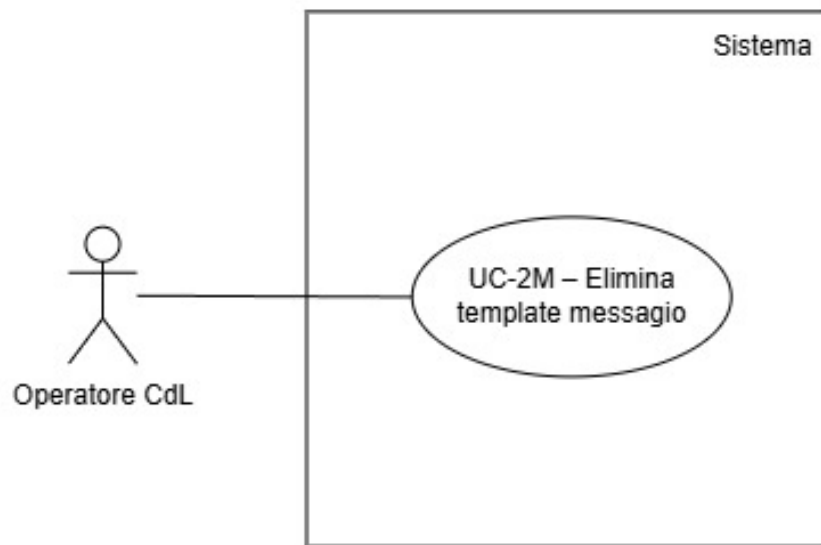 Sistema
UC-2M – Elimina
template messagio
Operatore CdL